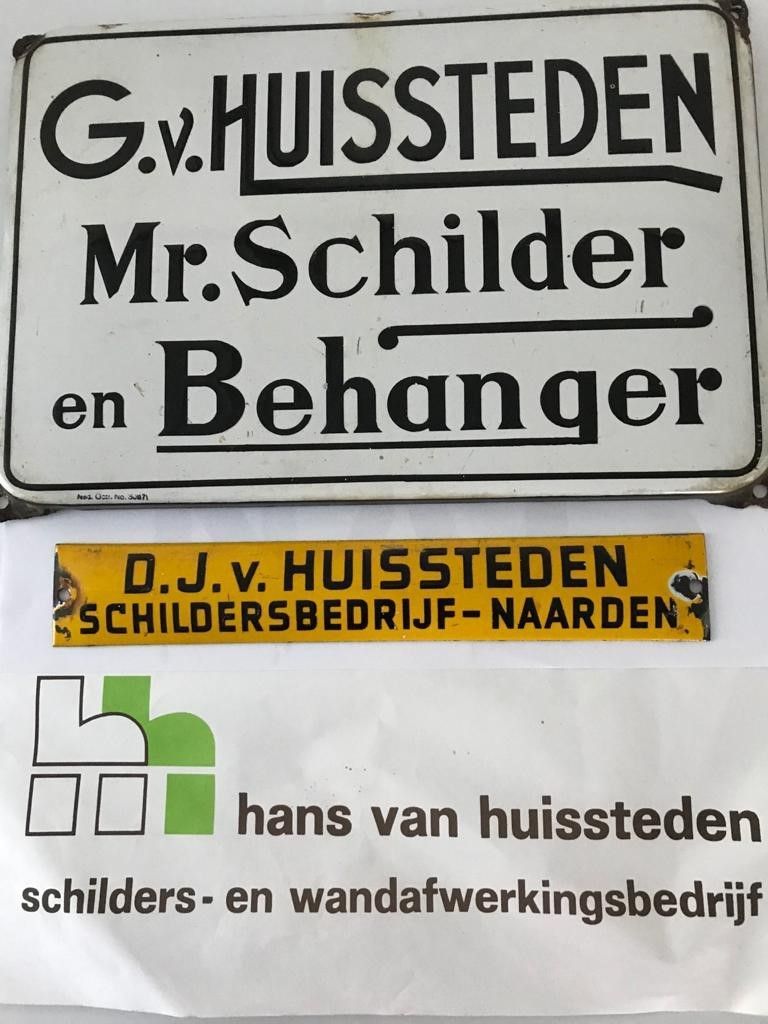 G.v.HUISSTEDEN
Mr.Schilder
en Behanger
D.J.v. HUISSTEDEN
SCHILDERSBEDRIJF-NAARDEN
hans van huissteden
schilders- en wandafwerkingsbedrijf